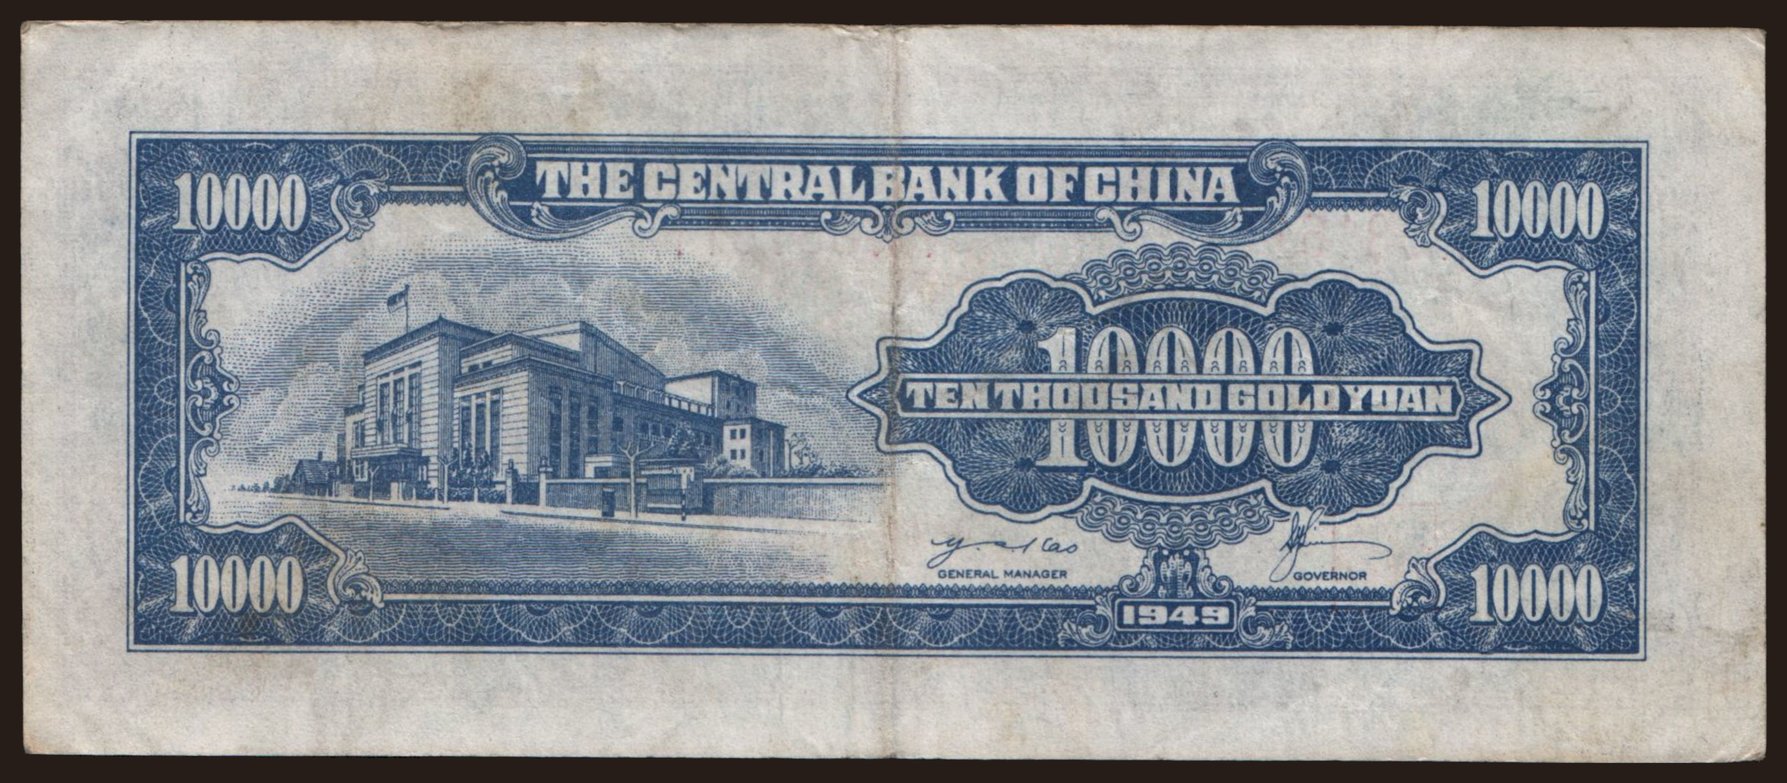 THE CENTRAL BANK OF CHINA
10000
10000
10000
TEN THOUSAND GOLD YUAN
GENERAL MANAGER
GOVERNOR
10000
1949
10000